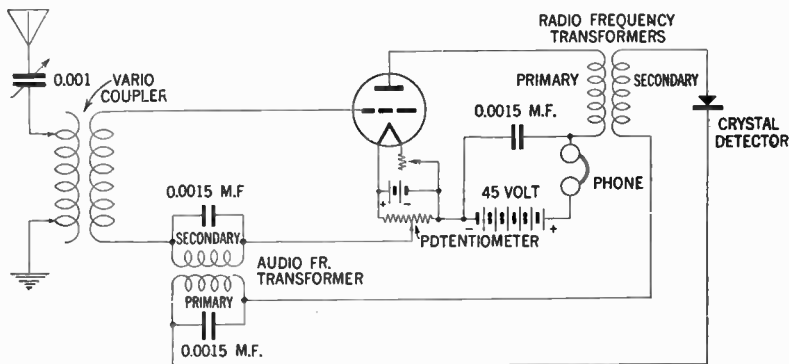 RADIO FREQUENCY
TRANSFORMERS
0.001
VARIO
COUPLER
PRIMARY
SECONDARY
0.0015 M.F.
CRYSTAL
DETECTOR
PHONE
0.0015 M.F
45 VOLT
+
-
-
+
SECONDARY
PDTENTIOMETER
AUDIO FR.
TRANSFORMER
PRIMARY
0.0015 M.F.